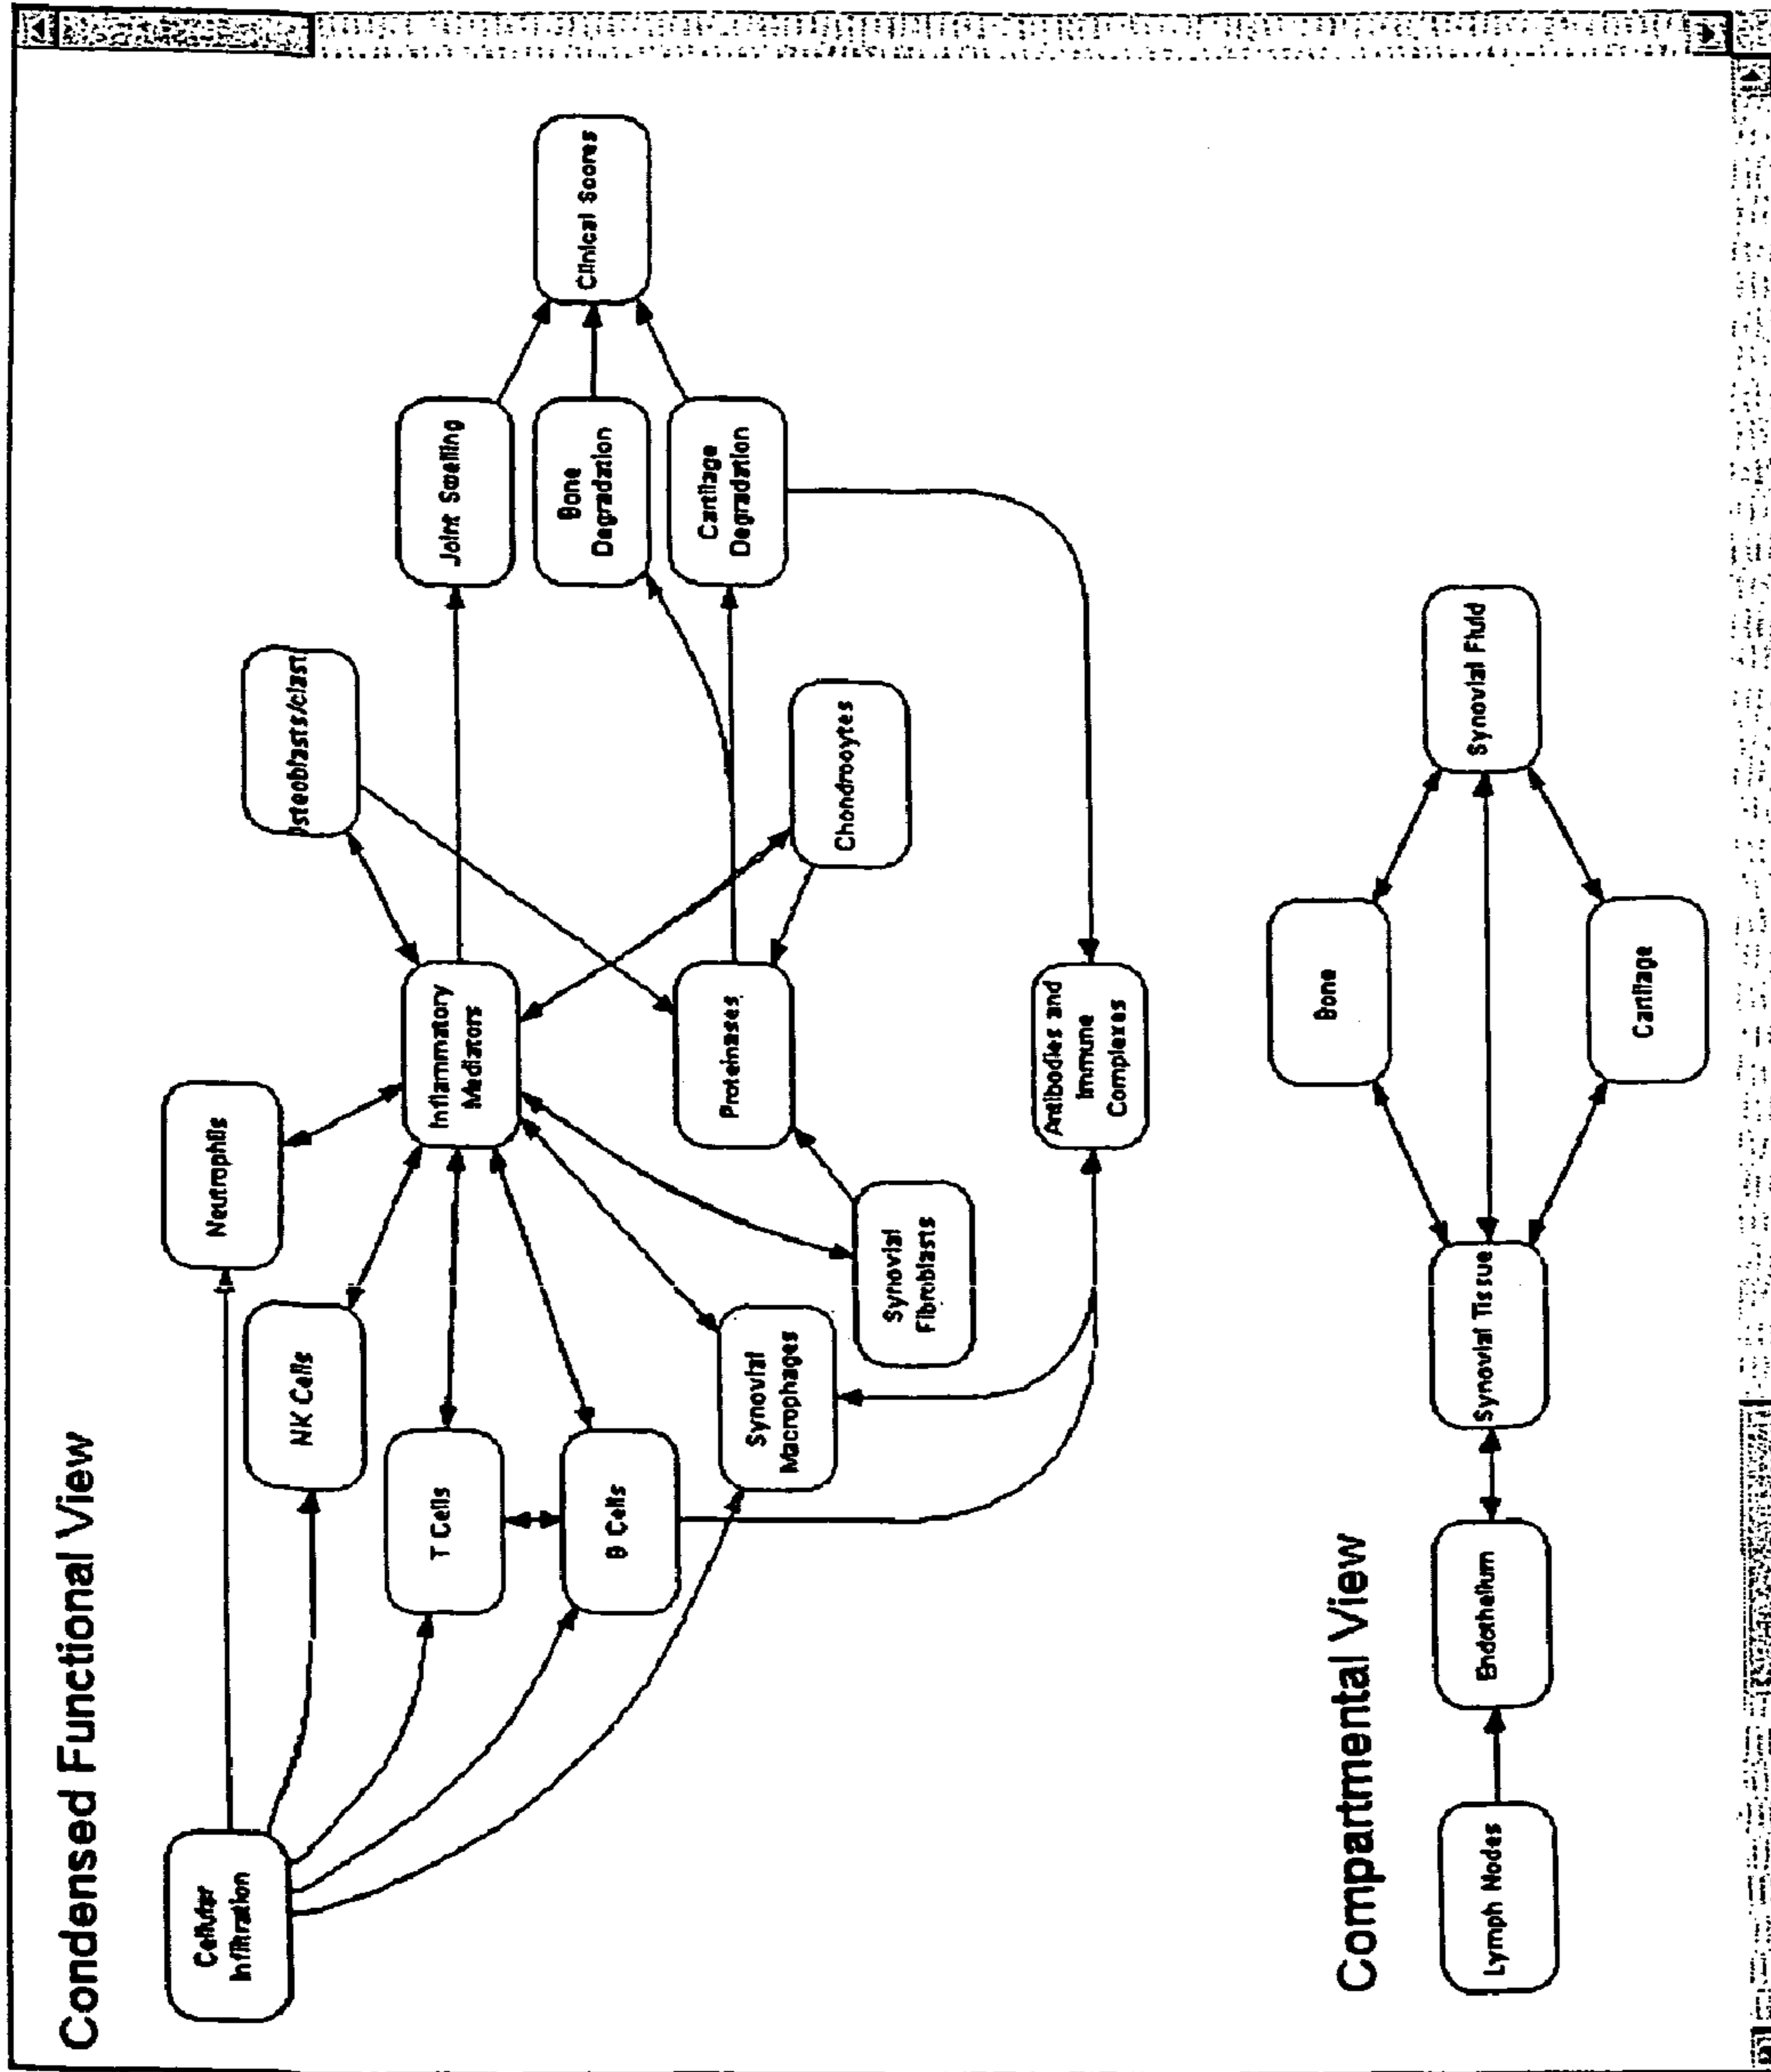 Condensed Functional View
Cellular
Infiltration
Neutrophils
NK Cells
T Cells
B Cells
Synovial
Macrophages
Synovial
Fibroblasts
Inflammatory
Mediators
Proteinases
Antibodies and
Immune
Complexes
steoblasts/clast
Chondrocytes
Joint Swelling
Bone
Degradation
Cartilage
Degradation
Clinical Scores
Compartmental View
Lymph Nodes
Endothelium
Synovial Tissue
Bone
Cartilage
Synovial Fluid